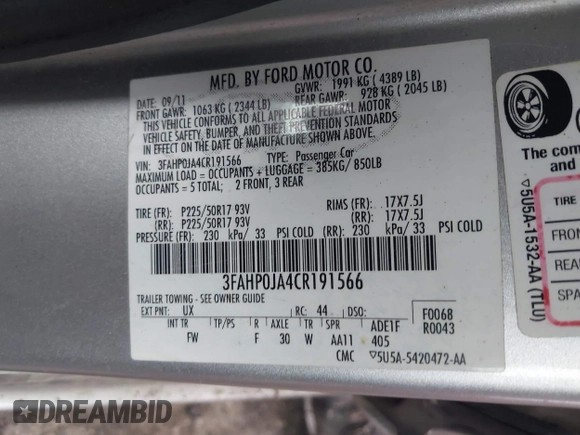 MFD. BY FORD MOTOR CO.
DATE: 09/11 GVWR: 1991 KG ( 4389 LB)
FRONT GAWR: 1063 KG ( 2344 LB) REAR GAWR: 928 KG ( 2045 LB)
THIS VEHICLE CONFORMS TO ALL APPLICABLE FEDERAL MOTOR
VEHICLE SAFETY, BUMPER, AND THEFT PREVENTION STANDARDS
IN EFFECT ON THE DATE OF MANUFACTURE SHOWN ABOVE.
VIN: 3FAHP0JA4CR191566 TYPE: Passenger Car
MAXIMUM LOAD = OCCUPANTS + LUGGAGE = 385KG/ 850LB
OCCUPANTS = 5 TOTAL; 2 FRONT, 3 REAR
TIRE (FR): P225/50R17 93V RIMS (FR): 17X7.5J
(RR): P225/50R17 93V (RR): 17X7.5J
PRESSURE (FR): 230 kPa/ 33 PSI COLD (RR): 230 kPa/ 33 PSI COLD
3FAHP0JA4CR191566
TRAILER TOWING - SEE OWNER GUIDE
EXT PNT: UX RC: 44 DSO: F0068
R0043
INT TR TP/PS R AXLE TR SPR ADE1F
FW F 30 W AA11 405
CMC ▽5U5A-5420472-AA
The com
and
TIRE
FRON
REA
SPA
▽5U5A-1532-AA (TLU)
DREAMBID